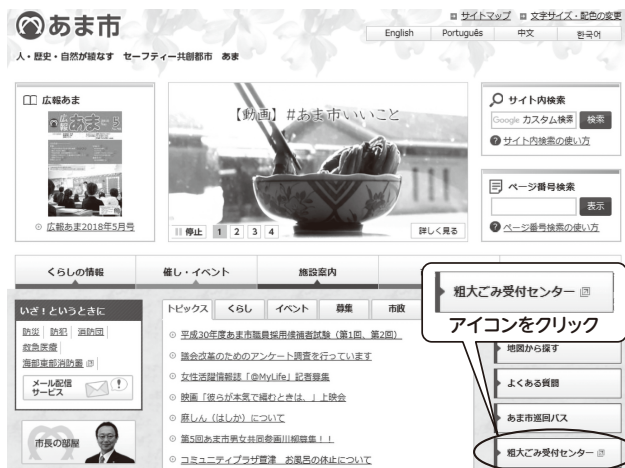 あま市
サイトマップ 文字サイズ・配色の変更
English Português 中文 한국어
人・歴史・自然が綾なす セーフティー共創都市 あま
広報あま
広報あま2018年5月号
【動画】#あま市いいこと
停止 1 2 3 4
詳しく見る
サイト内検索
Google カスタム検索 検索
サイト内検索の使い方
ページ番号検索
表示
ページ番号検索の使い方
くらしの情報 催し・イベント 施設案内
粗大ごみ受付センター
アイコンをクリック
いざ！というときに
防災 防犯 消防団
救急医療
海部東部消防署
メール配信
サービス
市長の部屋
トピックス くらし イベント 募集 市政
平成30年度あま市職員採用候補者試験（第1回、第2回）
議会改革のためのアンケート調査を行っています
女性活躍情報誌「@MyLife」記者募集
映画「彼らが本気で編むときは、」上映会
麻しん（はしか）について
第5回あま市男女共同参画川柳募集！！
コミュニティプラザ萱津 お風呂の休止について
地図から探す
よくある質問
あま市巡回バス
粗大ごみ受付センター